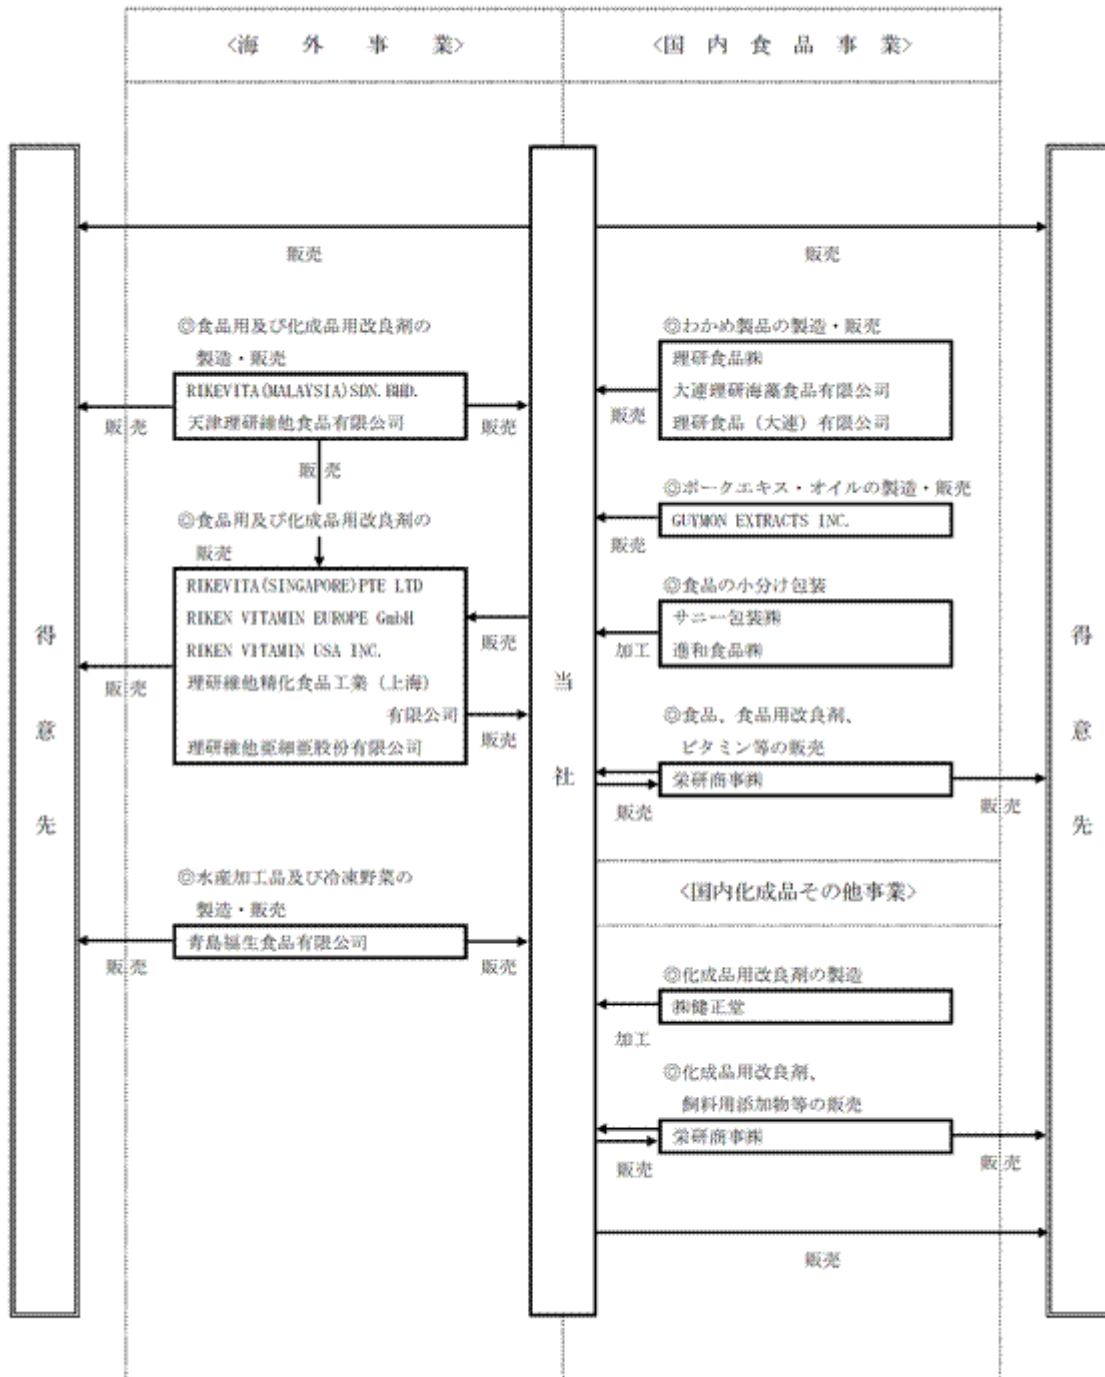 <海外事業>
<国内食品事業>
得意先
当社
得意先
販売
販売
◎食品用及び化成品用改良剤の
製造・販売
RIKEVITA(MALAYSIA)SDN.BHD.
天津理研維他食品有限公司
販売
販売
販売
◎食品用及び化成品用改良剤の
販売
RIKEVITA(SINGAPORE)PTE LTD
RIKEN VITAMIN EUROPE GmbH
RIKEN VITAMIN USA INC.
理研維他精化食品工業（上海）
有限公司
理研維他亜細亜股份有限公司
販売
販売
販売
◎水産加工品及び冷凍野菜の
製造・販売
青島福生食品有限公司
販売
販売
◎わかめ製品の製造・販売
理研食品㈱
大連理研海藻食品有限公司
理研食品（大連）有限公司
販売
◎ポークエキス・オイルの製造・販売
GUYMON EXTRACTS INC.
販売
◎食品の小分け包装
サニー包装㈱
進和食品㈱
加工
◎食品、食品用改良剤、
ビタミン等の販売
栄研商事㈱
販売
販売
<国内化成品その他事業>
◎化成品用改良剤の製造
㈱健正堂
加工
◎化成品用改良剤、
飼料用添加物等の販売
栄研商事㈱
販売
販売
販売